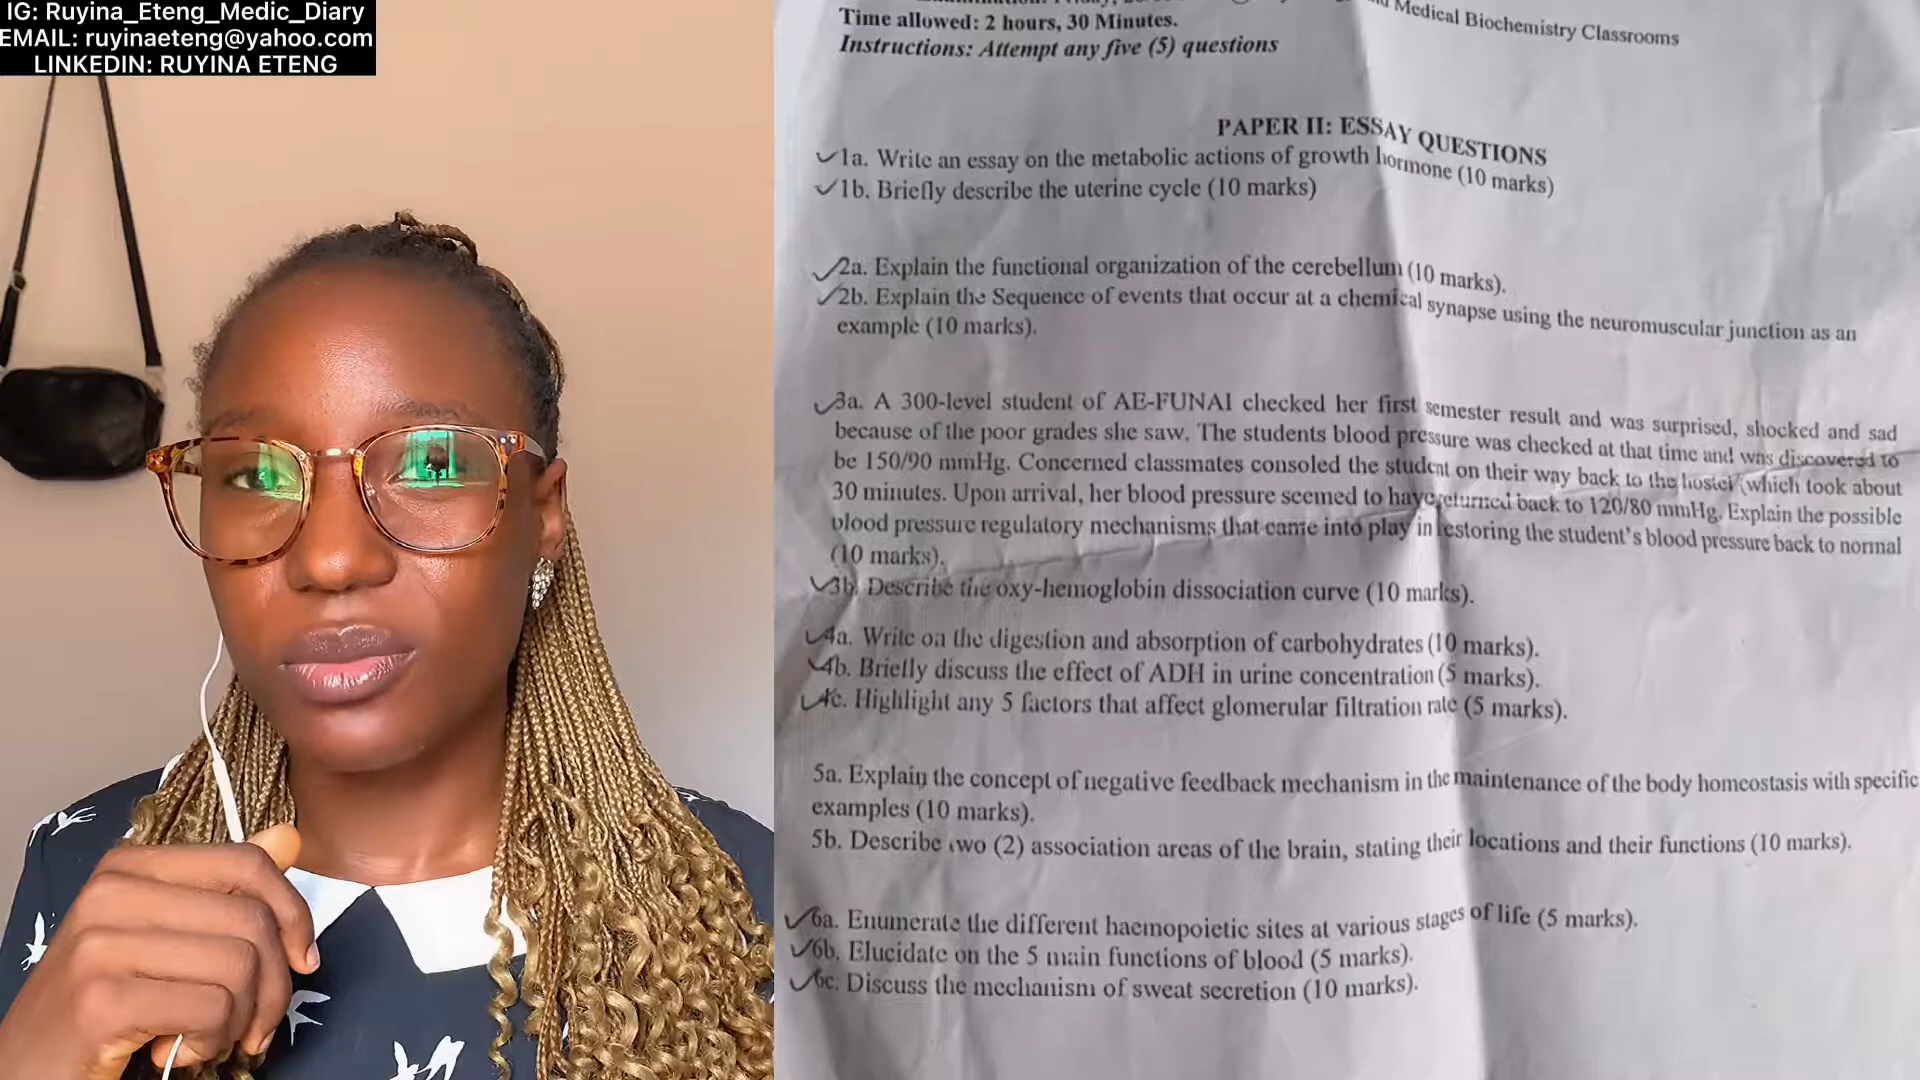 IG: Ruyina_Eteng_Medic_Diary
EMAIL: ruyinaeteng@yahoo.com
LINKEDIN: RUYINA ETENG
Medical Biochemistry Classrooms
Time allowed: 2 hours, 30 Minutes.
Instructions: Attempt any five (5) questions
PAPER II: ESSAY QUESTIONS
1a. Write an essay on the metabolic actions of growth hormone (10 marks)
1b. Briefly describe the uterine cycle (10 marks)
2a. Explain the functional organization of the cerebellum (10 marks).
2b. Explain the Sequence of events that occur at a chemical synapse using the neuromuscular junction as an
example (10 marks).
3a. A 300-level student of AE-FUNAI checked her first semester result and was surprised, shocked and sad
because of the poor grades she saw. The students blood pressure was checked at that time and was discovered to
be 150/90 mmHg. Concerned classmates consoled the student on their way back to the hostel (which took about
30 minutes. Upon arrival, her blood pressure seemed to have returned back to 120/80 mmHg. Explain the possible
blood pressure regulatory mechanisms that came into play in restoring the student's blood pressure back to normal
(10 marks).
3b. Describe the oxy-hemoglobin dissociation curve (10 marks).
4a. Write on the digestion and absorption of carbohydrates (10 marks).
4b. Briefly discuss the effect of ADH in urine concentration (5 marks).
4c. Highlight any 5 factors that affect glomerular filtration rate (5 marks).
5a. Explain the concept of negative feedback mechanism in the maintenance of the body homeostasis with specific
examples (10 marks).
5b. Describe two (2) association areas of the brain, stating their locations and their functions (10 marks).
6a. Enumerate the different haemopoietic sites at various stages of life (5 marks).
6b. Elucidate on the 5 main functions of blood (5 marks).
6c. Discuss the mechanism of sweat secretion (10 marks).